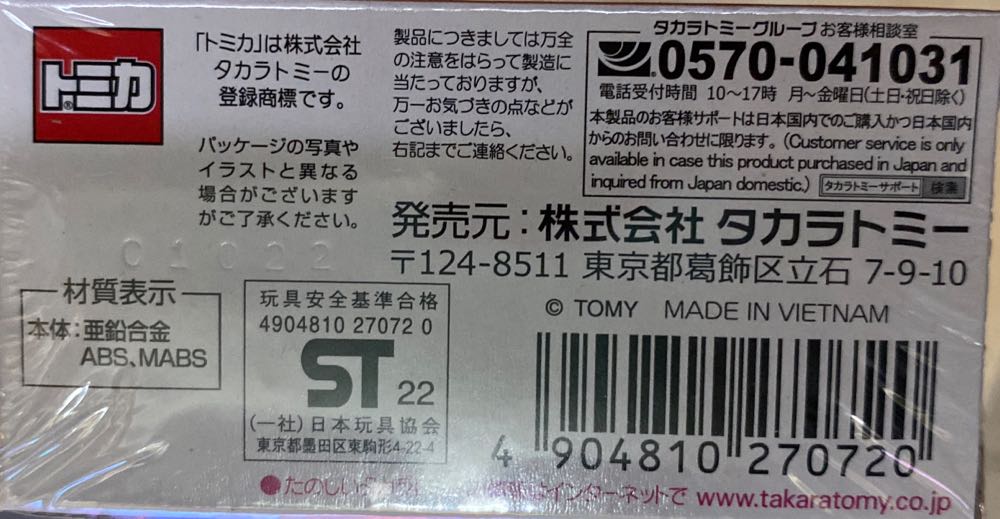 トミカ®
「トミカ」は株式会社
タカラトミーの
登録商標です。
パッケージの写真や
イラストと異なる
場合がございます
がご了承ください。
製品につきましては万全
の注意をはらって製造に
当たっておりますが、
万一お気づきの点などが
ございましたら、
右記までご連絡ください。
タカラトミーグループ お客様相談室
0570-041031
電話受付時間 10〜17時 月〜金曜日(土日・祝日除く)
本製品のお客様サポートは日本国内でのご購入かつ日本国内
からのお問い合わせに限ります。(Customer service is only
available in case this product purchased in Japan and
inquired from Japan domestic.) タカラトミーサポート 検索
発売元:株式会社 タカラトミー
〒124-8511 東京都葛飾区立石 7-9-10
01022
材質表示
本体:亜鉛合金
ABS、MABS
玩具安全基準合格
4904810 27072 0
ST 22
(一社)日本玩具協会
東京都墨田区東駒形4-22-4
© TOMY MADE IN VIETNAM
4 904810 270720
●たのしい はインターネットで www.takaratomy.co.jp